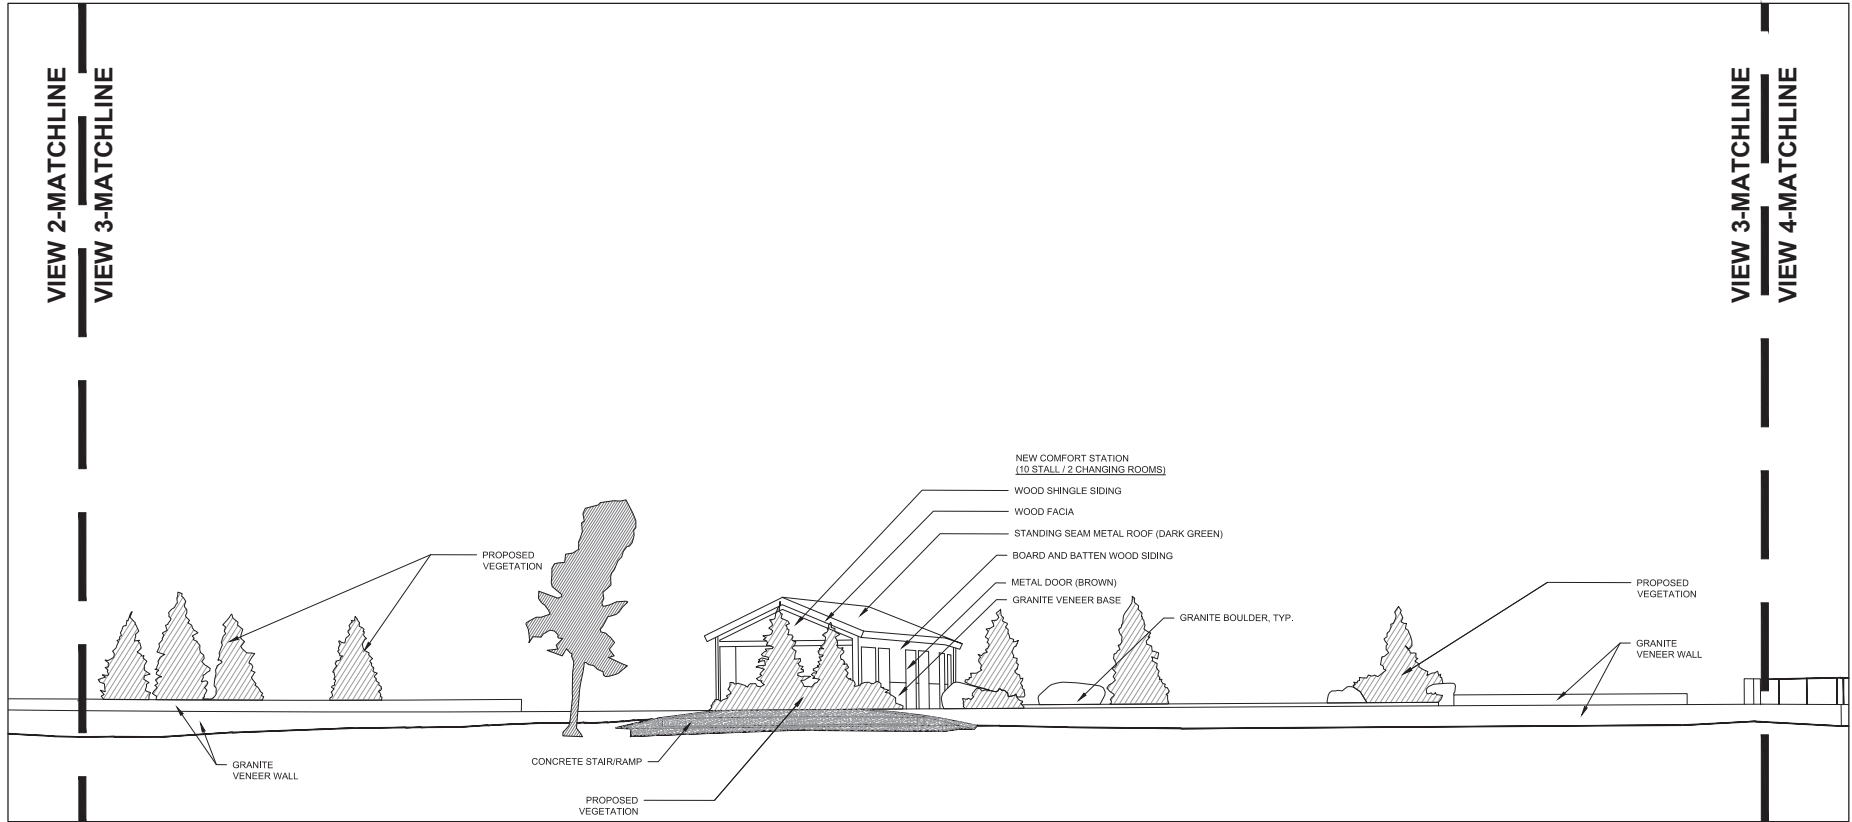 VIEW 2-MATCHLINE
VIEW 3-MATCHLINE
VIEW 3-MATCHLINE
VIEW 4-MATCHLINE
NEW COMFORT STATION
(10 STALL / 2 CHANGING ROOMS)
WOOD SHINGLE SIDING
WOOD FACIA
STANDING SEAM METAL ROOF (DARK GREEN)
BOARD AND BATTEN WOOD SIDING
METAL DOOR (BROWN)
GRANITE VENEER BASE
GRANITE BOULDER, TYP.
PROPOSED
VEGETATION
PROPOSED
VEGETATION
GRANITE
VENEER WALL
GRANITE
VENEER WALL
CONCRETE STAIR/RAMP
PROPOSED
VEGETATION